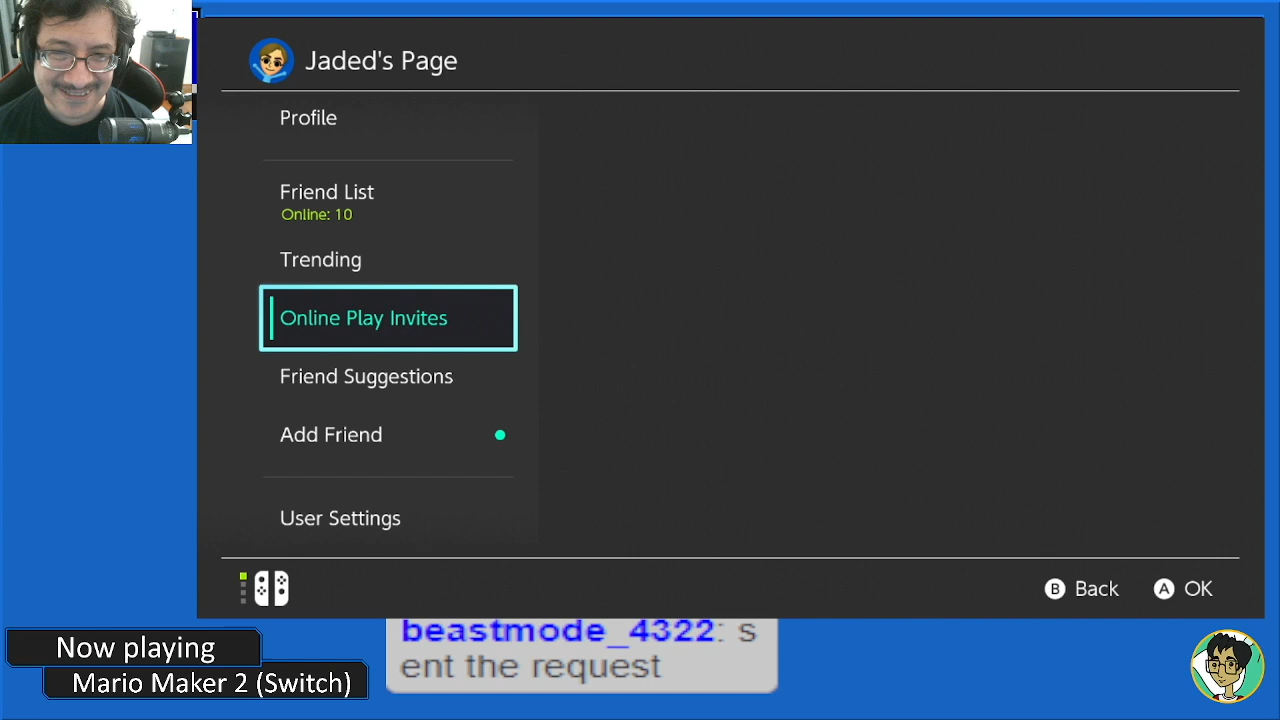 Jaded's Page
Profile
Friend List
Online: 10
Trending
Online Play Invites
Friend Suggestions
Add Friend
User Settings
B Back
A OK
beastmode_4322: s
ent the request
Now playing
Mario Maker 2 (Switch)